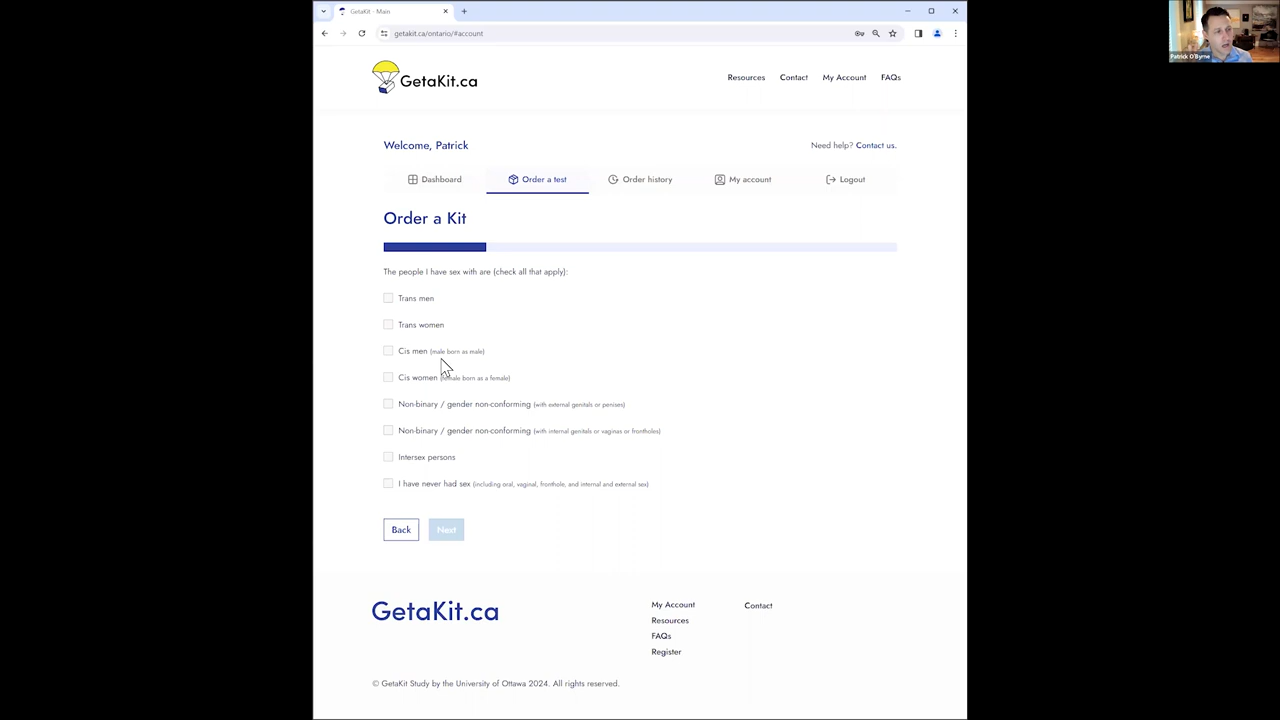 GetaKit - Main
getakit.ca/ontario/#account
Patrick O'Byrne
GetaKit.ca
Resources
Contact
My Account
FAQs
Welcome, Patrick
Need help? Contact us.
Dashboard
Order a test
Order history
My account
Logout
Order a Kit
The people I have sex with are (check all that apply):
Trans men
Trans women
Cis men (male born as male)
Cis women (female born as a female)
Non-binary / gender non-conforming (with external genitals or penises)
Non-binary / gender non-conforming (with internal genitals or vaginas or frontholes)
Intersex persons
I have never had sex (including oral, vaginal, fronthole, and internal and external sex)
Back
Next
GetaKit.ca
My Account
Contact
Resources
FAQs
Register
© GetaKit Study by the University of Ottawa 2024. All rights reserved.